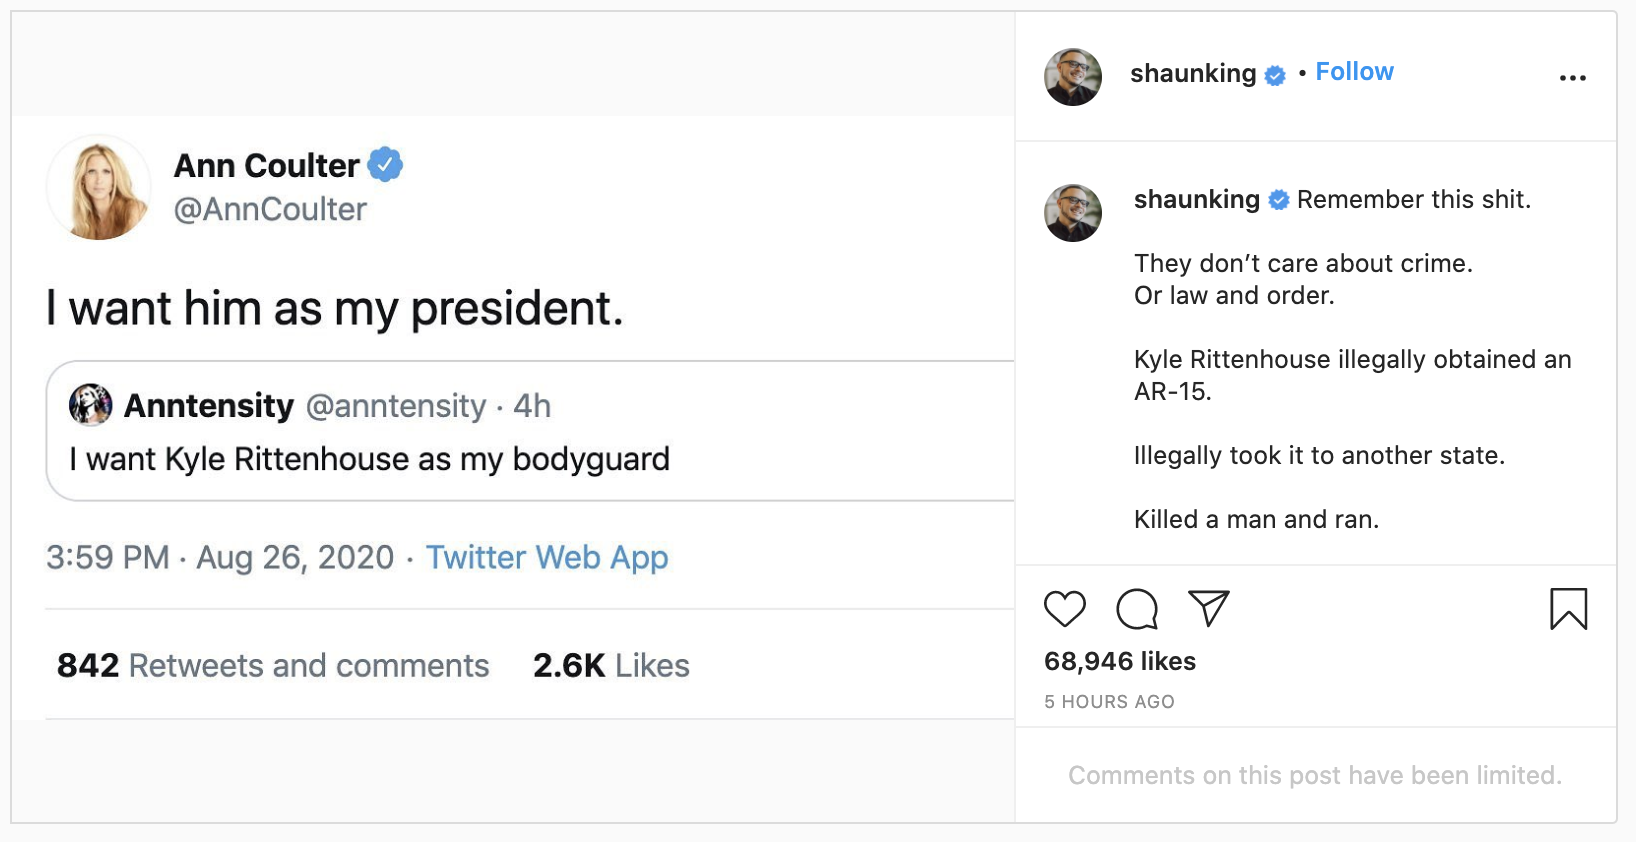 Ann Coulter
@AnnCoulter
I want him as my president.
Anntensity @anntensity · 4h
I want Kyle Rittenhouse as my bodyguard
3:59 PM · Aug 26, 2020 · Twitter Web App
842 Retweets and comments 2.6K Likes
shaunking • Follow
shaunking Remember this shit.
They don’t care about crime.
Or law and order.
Kyle Rittenhouse illegally obtained an
AR-15.
Illegally took it to another state.
Killed a man and ran.
68,946 likes
5 HOURS AGO
Comments on this post have been limited.